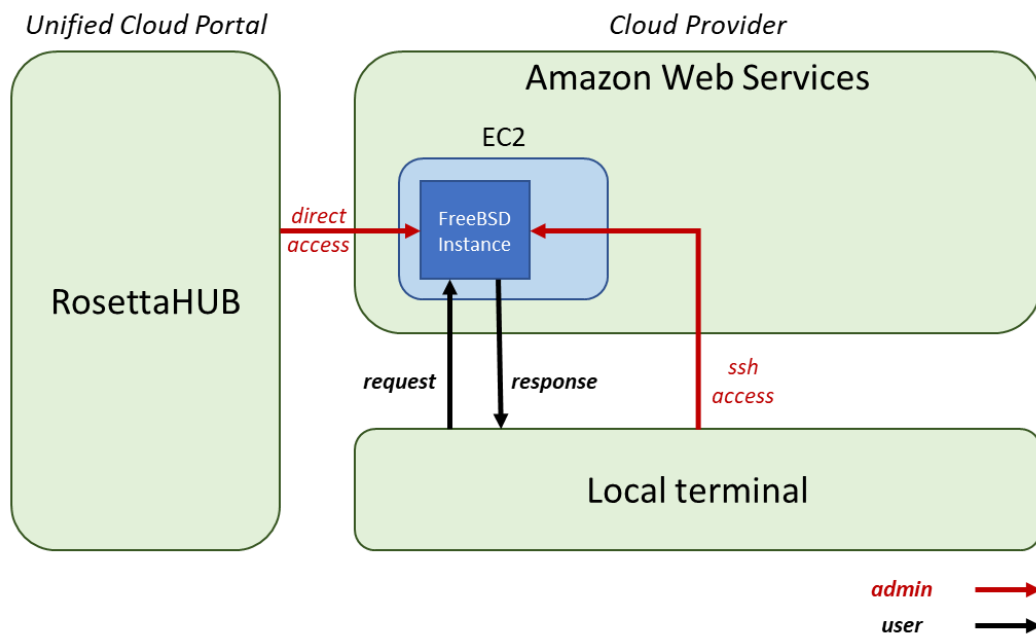 Unified Cloud Portal
Cloud Provider
Amazon Web Services
EC2
FreeBSD
Instance
direct
access
RosettaHUB
request
response
ssh
access
Local terminal
admin
user